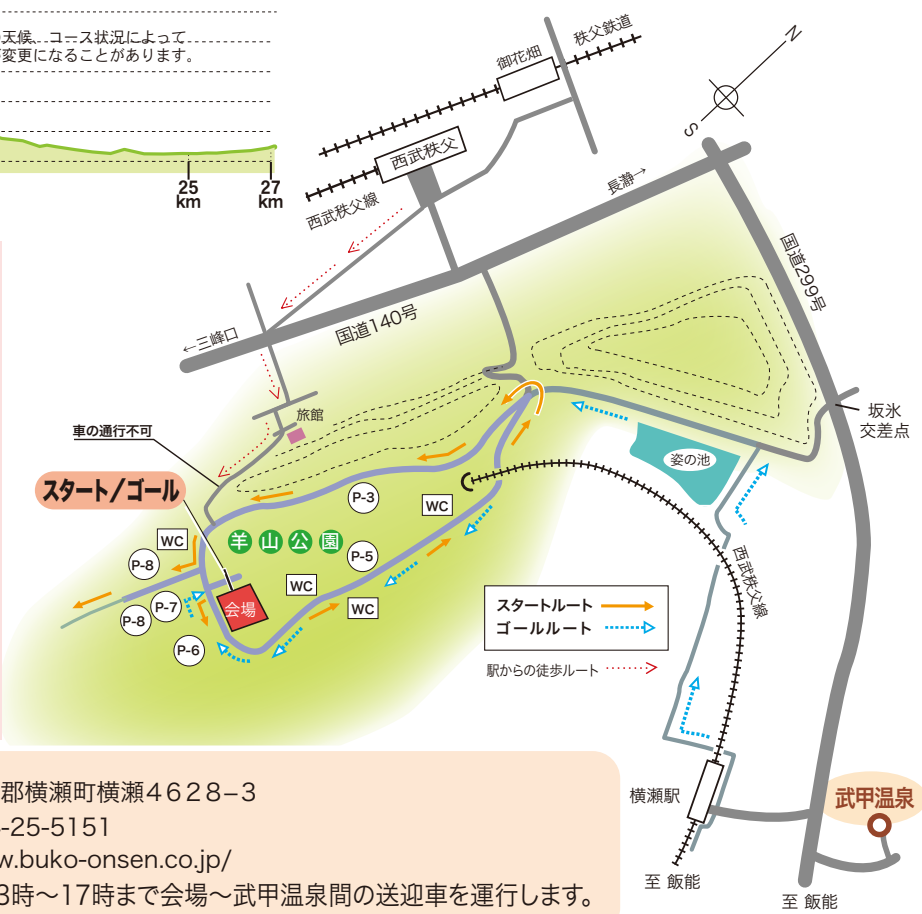 天候、コース状況によって
変更になることがあります。
25
km
27
km
秩父鉄道
御花畑
N
S
西武秩父
西武秩父線
長瀞→
国道299号
国道140号
←三峰口
旅館
坂氷
交差点
車の通行不可
姿の池
スタート/ゴール
P-3
WC
羊山公園
P-5
WC
P-8
WC
WC
西武秩父線
会場
P-7
P-8
P-6
スタートルート
ゴールルート
駅からの徒歩ルート
郡横瀬町横瀬4628−3
-25-5151
w.buko-onsen.co.jp/
3時〜17時まで会場〜武甲温泉間の送迎車を運行します。
横瀬駅
武甲温泉
至 飯能
至 飯能